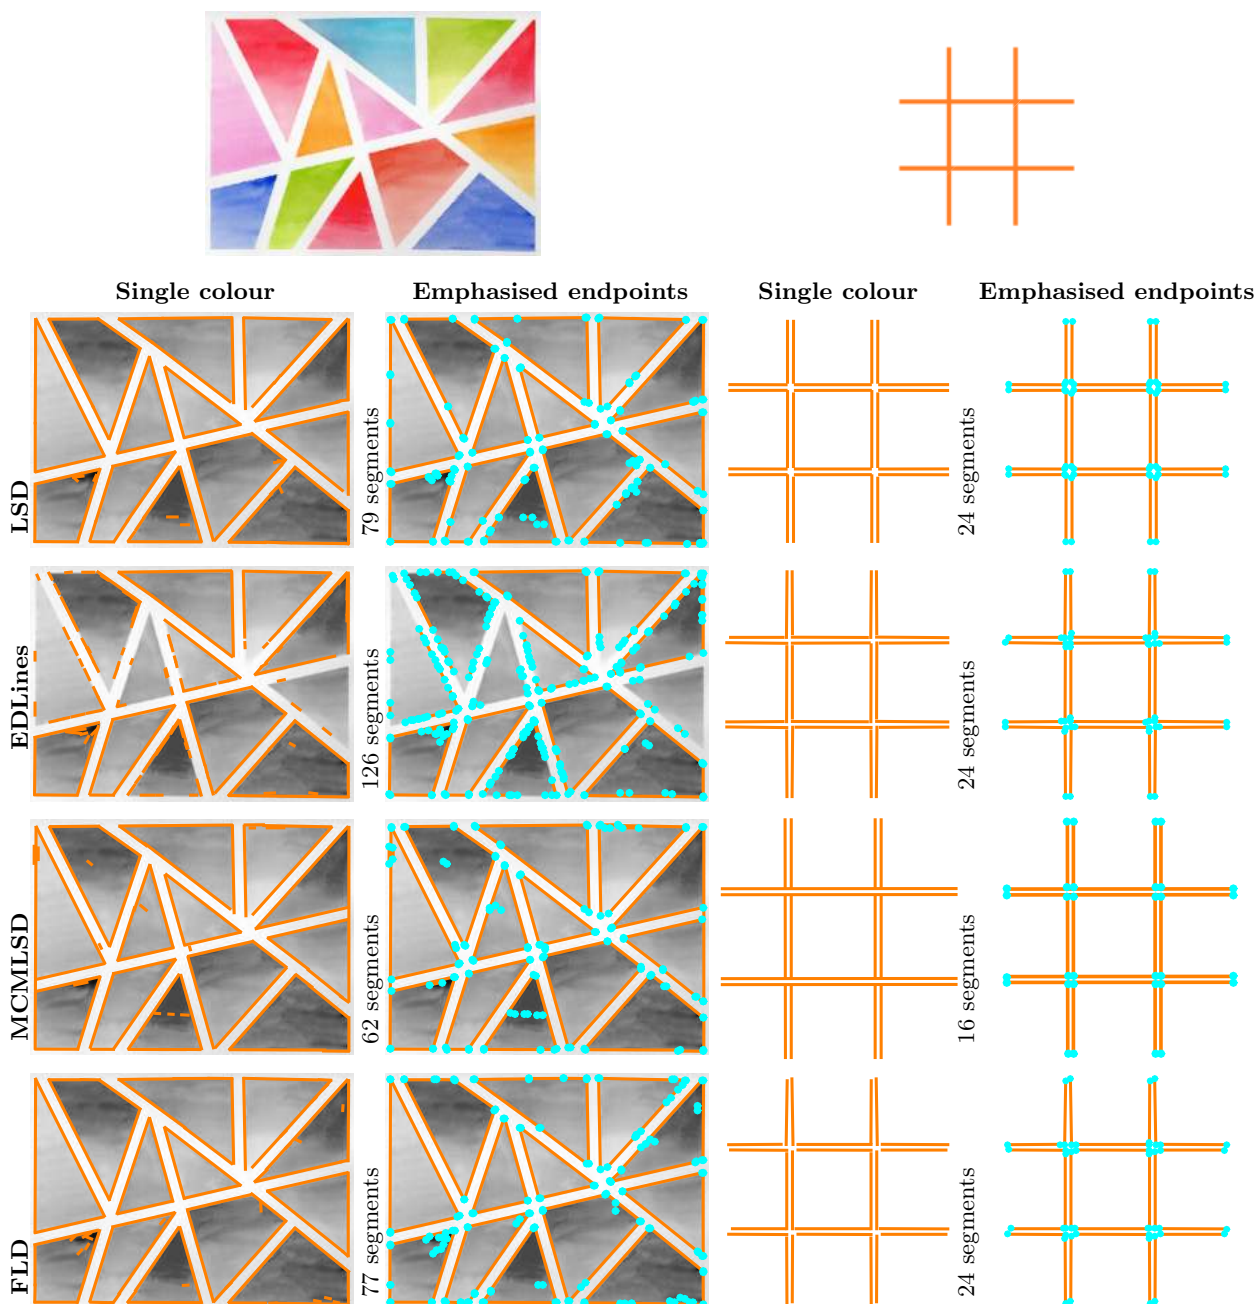 Single colour
Emphasised endpoints
Single colour
Emphasised endpoints
LSD
79 segments
24 segments
EDLines
126 segments
24 segments
MCMLSD
62 segments
16 segments
FLD
77 segments
24 segments